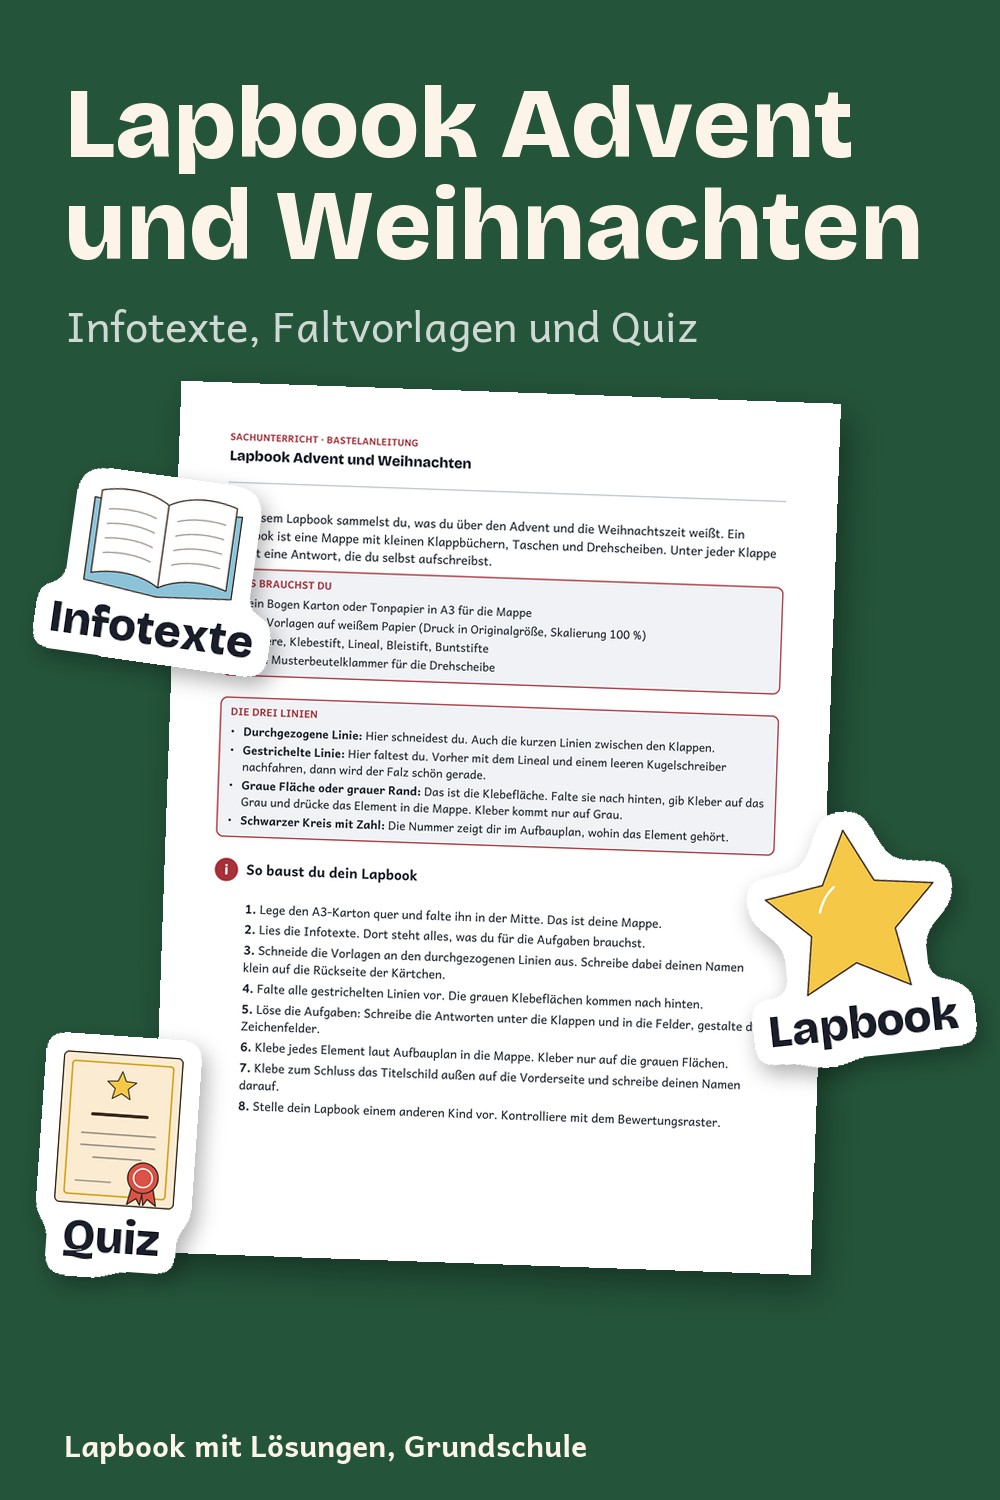 Lapbook Advent
und Weihnachten
Infotexte, Faltvorlagen und Quiz
SACHUNTERRICHT · BASTELANLEITUNG
Lapbook Advent und Weihnachten
Lapbook sammelst du, was du über den Advent und die Weihnachtszeit weißt. Ein
ist eine Mappe mit kleinen Klappbüchern, Taschen und Drehscheiben. Unter jeder Klappe
eine Antwort, die du selbst aufschreibst.
BRAUCHST DU
ein Bogen Karton oder Tonpapier in A3 für die Mappe
Vorlagen auf weißem Papier (Druck in Originalgröße, Skalierung 100 %)
Klebestift, Lineal, Bleistift, Buntstifte
Musterbeutelklammer für die Drehscheibe
Infotexte
DIE DREI LINIEN
• Durchgezogene Linie: Hier schneidest du. Auch die kurzen Linien zwischen den Klappen.
• Gestrichelte Linie: Hier faltest du. Vorher mit dem Lineal und einem leeren Kugelschreiber
nachfahren, dann wird der Falz schön gerade.
• Graue Fläche oder grauer Rand: Das ist die Klebefläche. Falte sie nach hinten, gib Kleber auf das
Grau und drücke das Element in die Mappe. Kleber kommt nur auf Grau.
• Schwarzer Kreis mit Zahl: Die Nummer zeigt dir im Aufbauplan, wohin das Element gehört.
i So baust du dein Lapbook
1. Lege den A3-Karton quer und falte ihn in der Mitte. Das ist deine Mappe.
2. Lies die Infotexte. Dort steht alles, was du für die Aufgaben brauchst.
3. Schneide die Vorlagen an den durchgezogenen Linien aus. Schreibe dabei deinen Namen
klein auf die Rückseite der Kärtchen.
4. Falte alle gestrichelten Linien vor. Die grauen Klebeflächen kommen nach hinten.
5. Löse die Aufgaben: Schreibe die Antworten unter die Klappen und in die Felder, gestalte
Zeichenfelder.
6. Klebe jedes Element laut Aufbauplan in die Mappe. Kleber nur auf die grauen Flächen.
7. Klebe zum Schluss das Titelschild außen auf die Vorderseite und schreibe deinen Namen
darauf.
8. Stelle dein Lapbook einem anderen Kind vor. Kontrolliere mit dem Bewertungsraster.
Lapbook
Quiz
Lapbook mit Lösungen, Grundschule